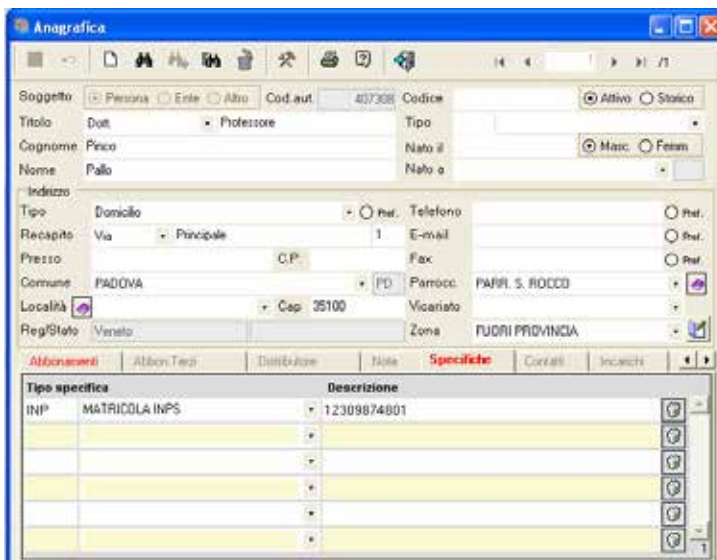 Anagrafica
/1
Soggetto Persona Ente Altro Cod.aut. 407308 Codice Attivo Storico
Titolo Dott. Professore Tipo
Cognome Pinco Nato il Masc. Femm
Nome Pallo Nato a
Indirizzo
Tipo Domicilio Pref. Telefono Pref.
Recapito Via Principale 1 E-mail Pref.
Presso C.P. Fax Pref.
Comune PADOVA PD Parrocc. PARR. S. ROCCO
Località Cap 35100 Vicariato
Reg/Stato Veneto Zona FUORI PROVINCIA
Abbonamenti Abbon.Terzi Distributore Note Specifiche Contatti Incarichi
Tipo specifica Descrizione
INP MATRICOLA INPS 12309874801
1